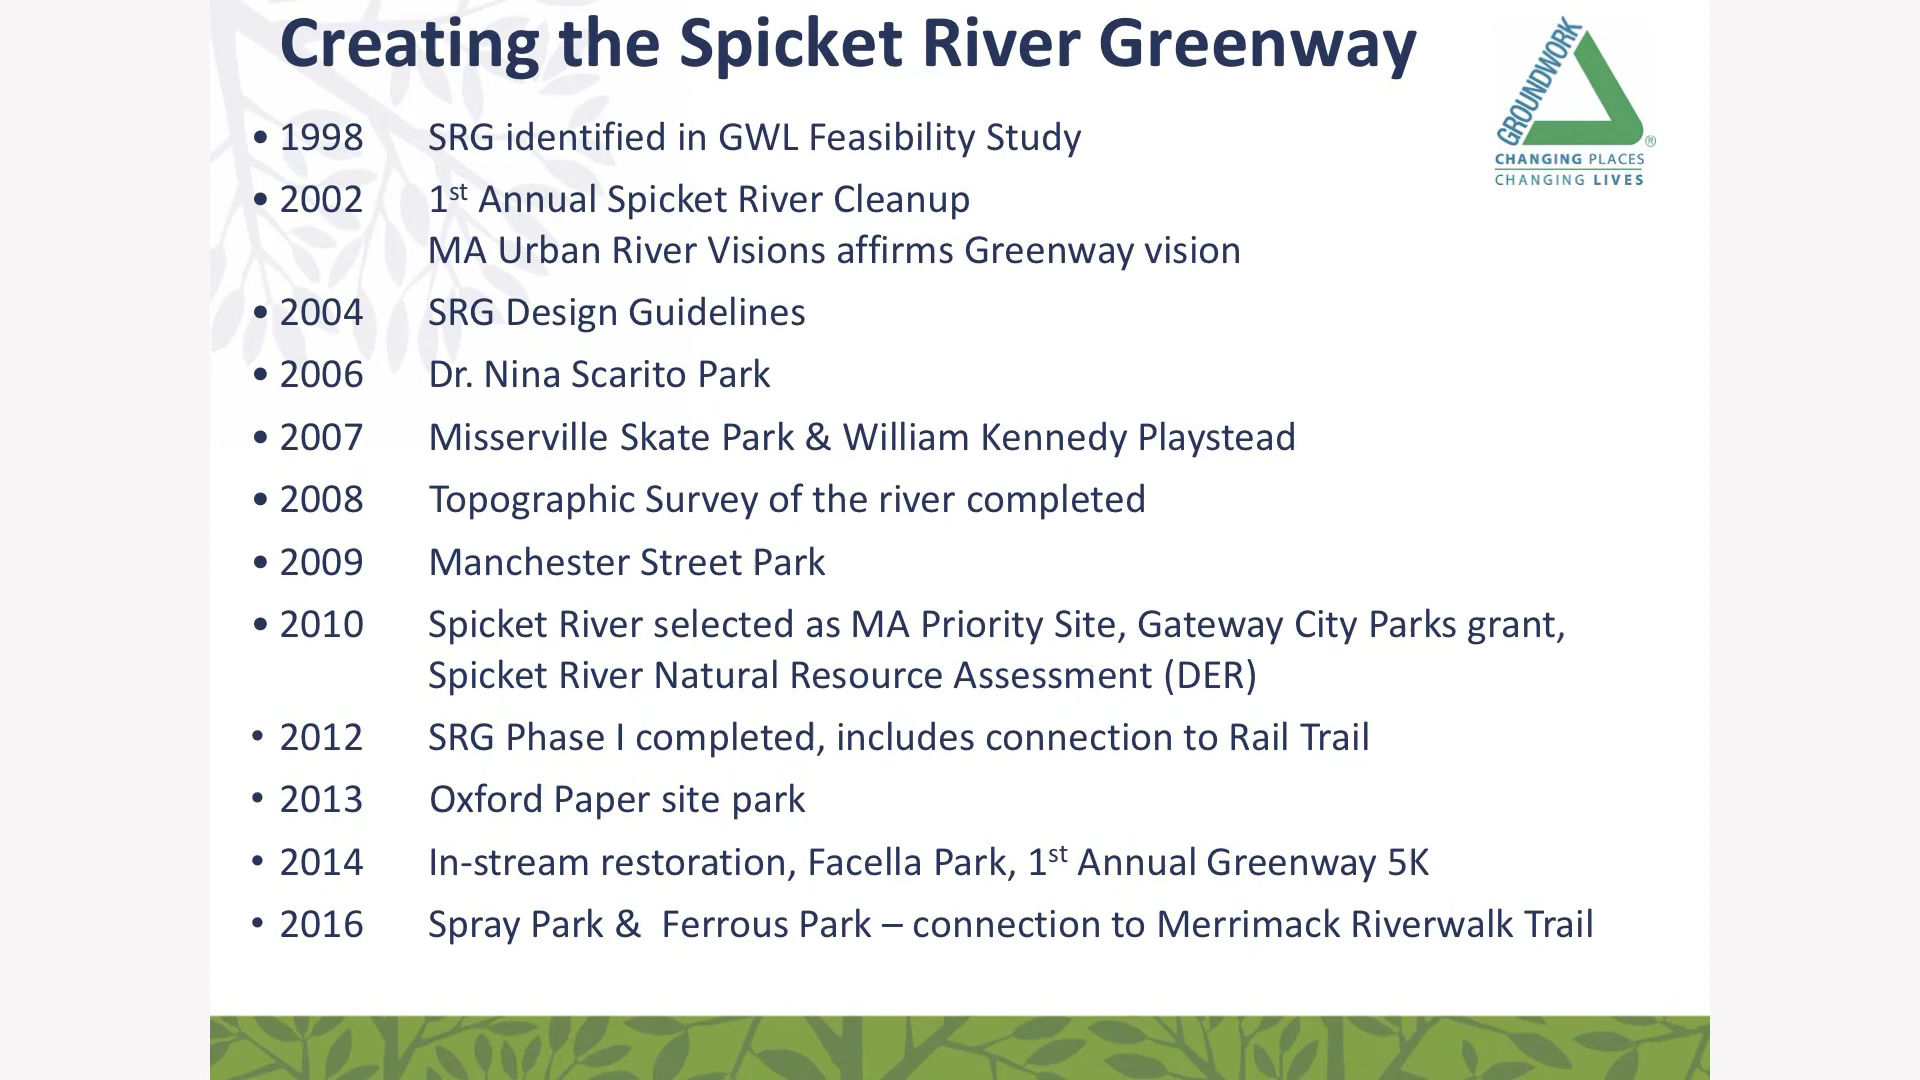 Creating the Spicket River Greenway
GROUNDWORK®
CHANGING PLACES
CHANGING LIVES
• 1998 SRG identified in GWL Feasibility Study
• 2002 1st Annual Spicket River Cleanup
MA Urban River Visions affirms Greenway vision
• 2004 SRG Design Guidelines
• 2006 Dr. Nina Scarito Park
• 2007 Misserville Skate Park & William Kennedy Playstead
• 2008 Topographic Survey of the river completed
• 2009 Manchester Street Park
• 2010 Spicket River selected as MA Priority Site, Gateway City Parks grant,
Spicket River Natural Resource Assessment (DER)
• 2012 SRG Phase I completed, includes connection to Rail Trail
• 2013 Oxford Paper site park
• 2014 In-stream restoration, Facella Park, 1st Annual Greenway 5K
• 2016 Spray Park & Ferrous Park – connection to Merrimack Riverwalk Trail